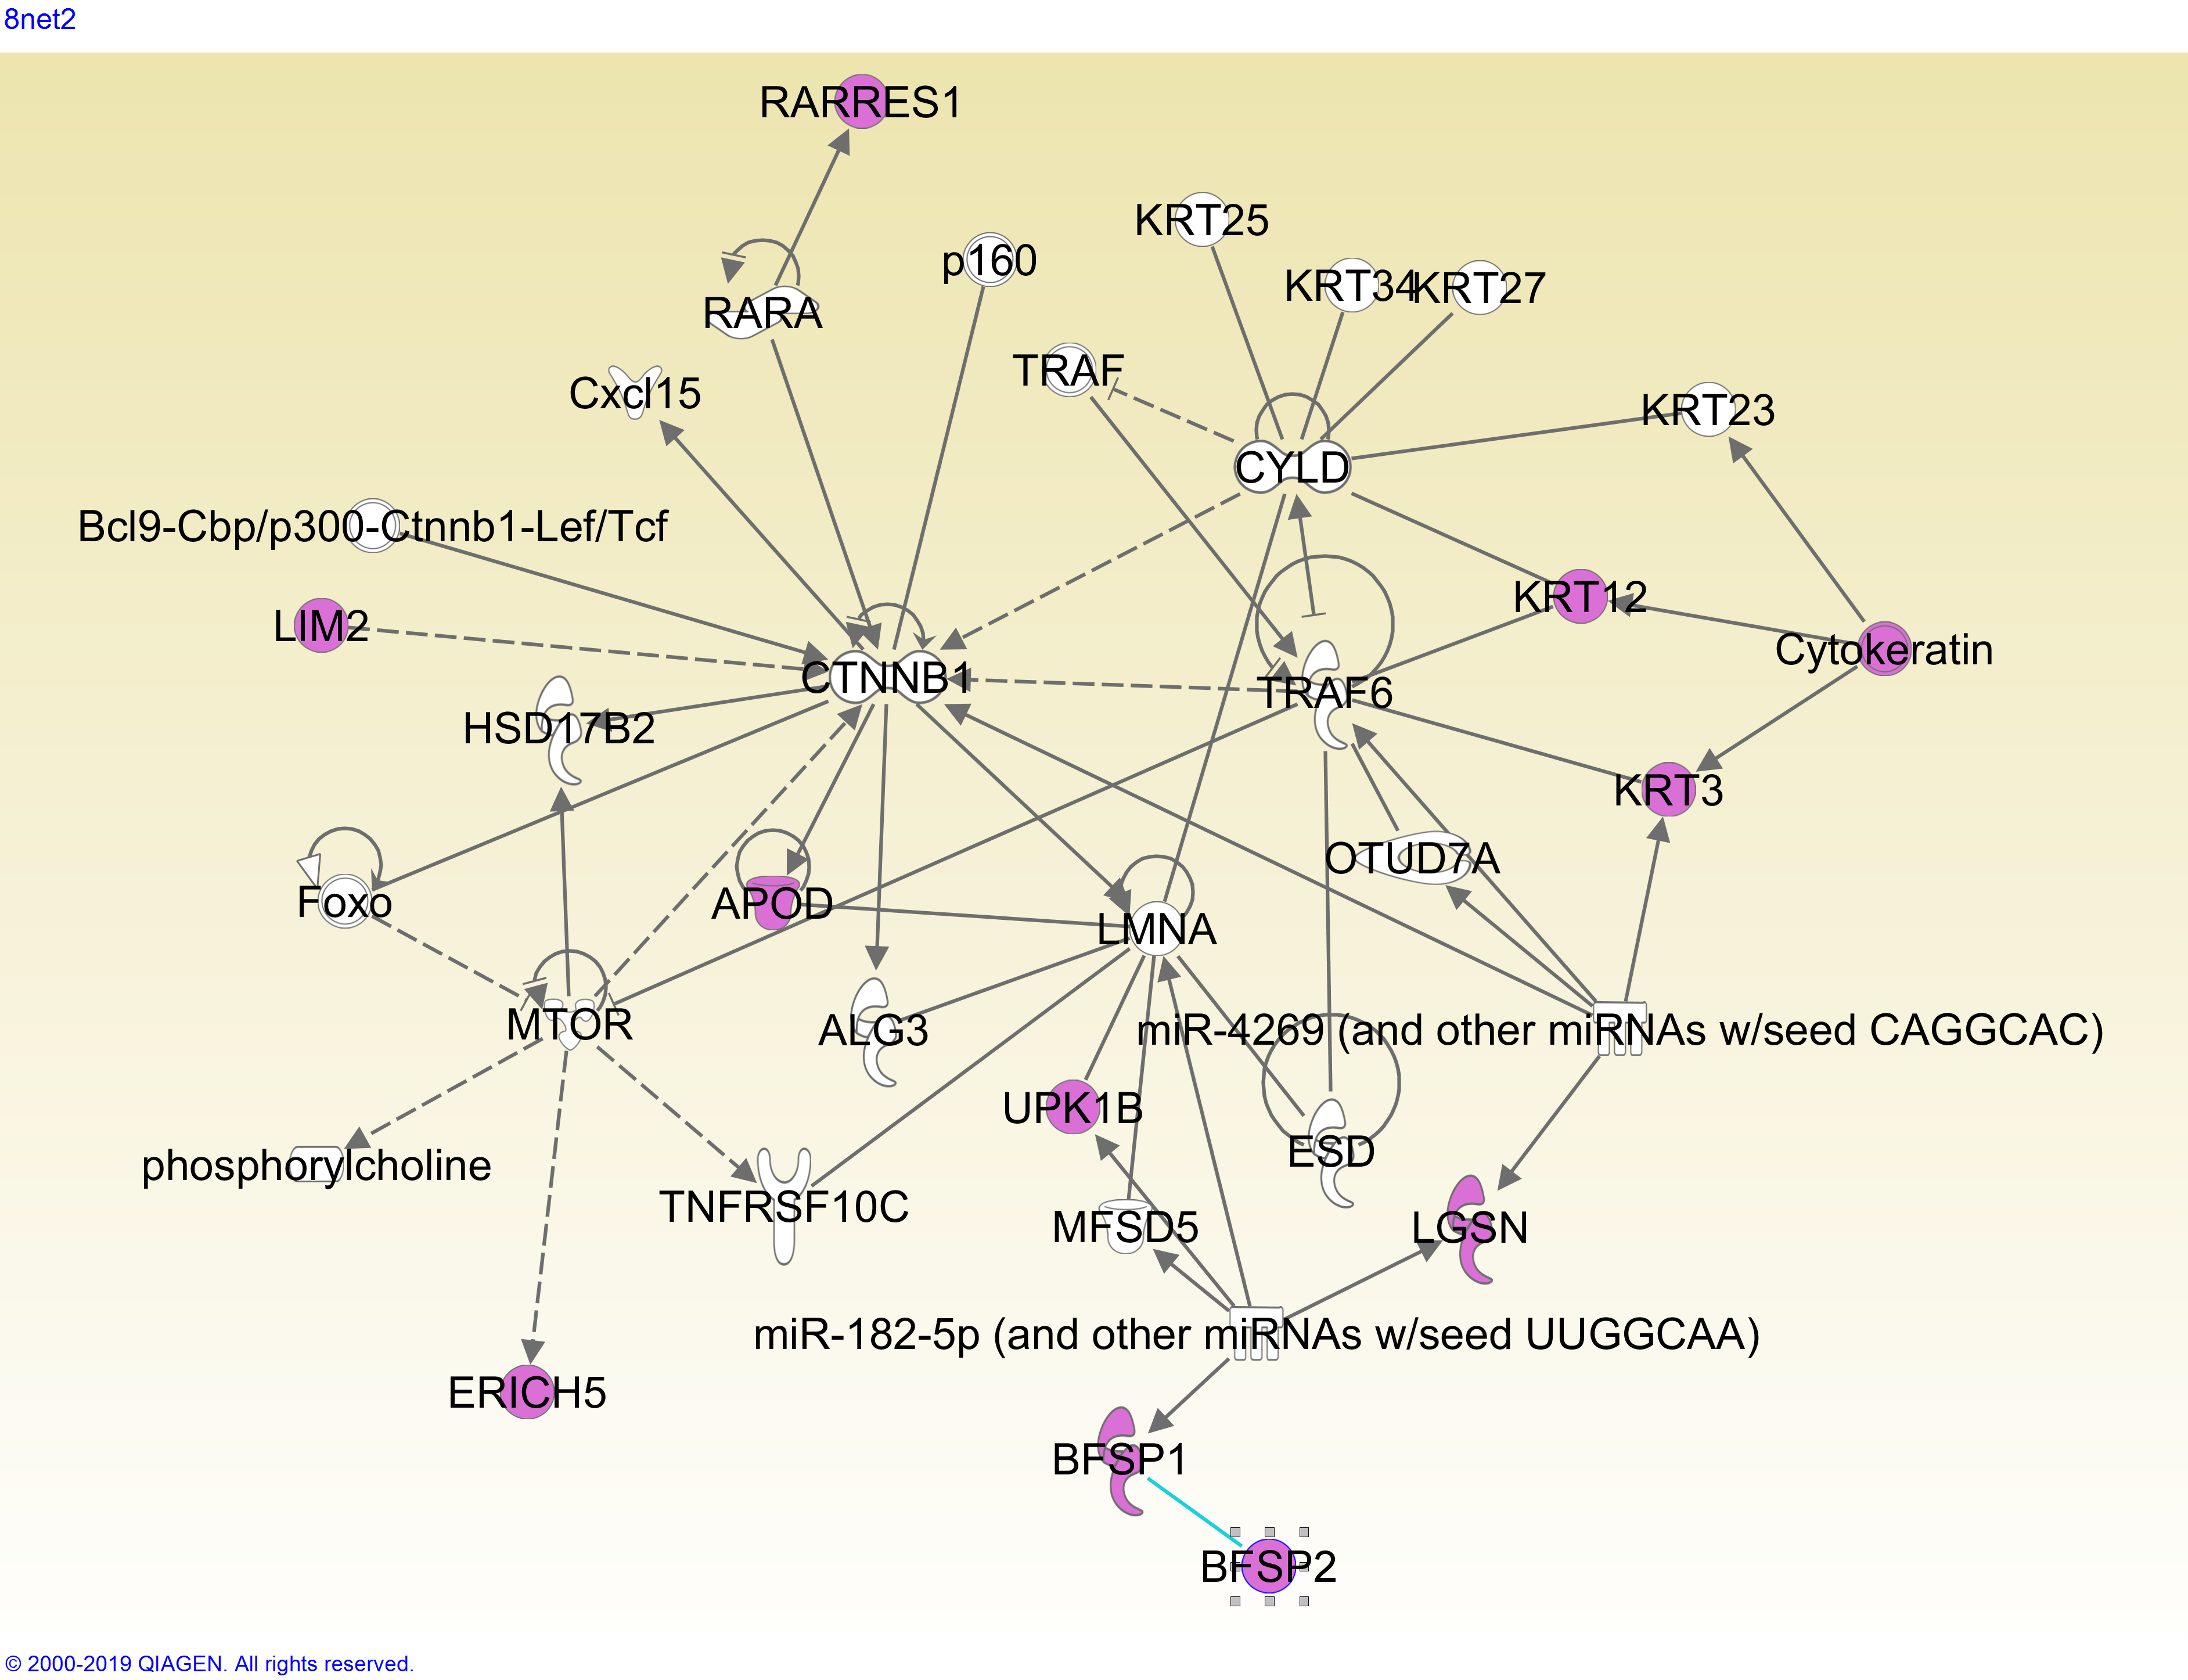 8net2
RARRES1
KRT25
p160
KRT34
KRT27
RARA
TRAF
Cxcl15
KRT23
CYLD
Bcl9-Cbp/p300-Ctnnb1-Lef/Tcf
KRT12
LIM2
Cytokeratin
CTNNB1
TRAF6
HSD17B2
KRT3
OTUD7A
Foxo
APOD
LMNA
MTOR
ALG3
miR-4269 (and other miRNAs w/seed CAGGCAC)
UPK1B
ESD
phosphorylcholine
TNFRSF10C
MFSD5
LGSN
miR-182-5p (and other miRNAs w/seed UUGGCAA)
ERICH5
BFSP1
BFSP2
© 2000-2019 QIAGEN. All rights reserved.